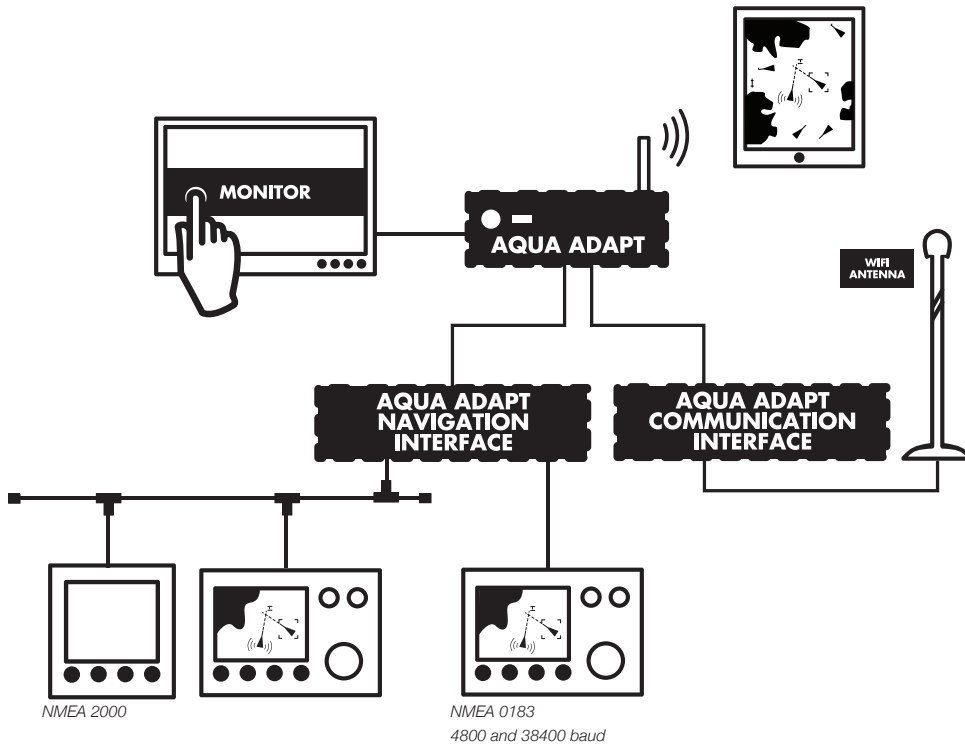 MONITOR
AQUA ADAPT
WIFI
ANTENNA
AQUA ADAPT
NAVIGATION
INTERFACE
AQUA ADAPT
COMMUNICATION
INTERFACE
NMEA 2000
NMEA 0183
4800 and 38400 baud